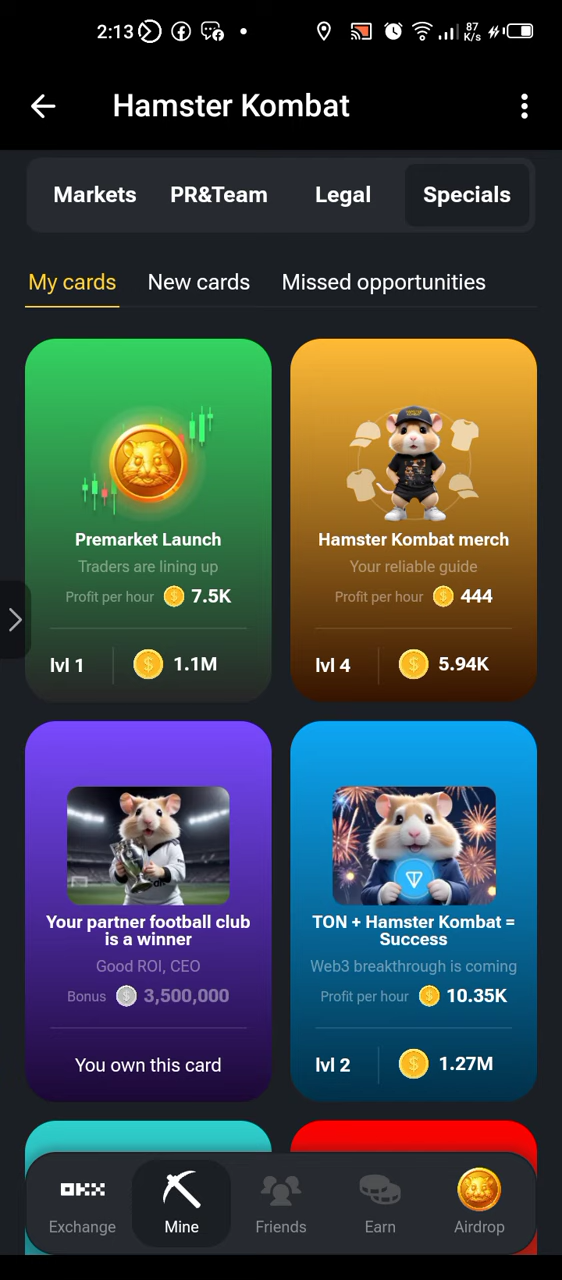 2:13
87
K/s
Hamster Kombat
Markets PR&Team Legal Specials
My cards New cards Missed opportunities
Premarket Launch
Traders are lining up
Profit per hour 7.5K
lvl 1 1.1M
Hamster Kombat merch
Your reliable guide
Profit per hour 444
lvl 4 5.94K
Your partner football club
is a winner
Good ROI, CEO
Bonus 3,500,000
You own this card
TON + Hamster Kombat =
Success
Web3 breakthrough is coming
Profit per hour 10.35K
lvl 2 1.27M
Exchange Mine Friends Earn Airdrop